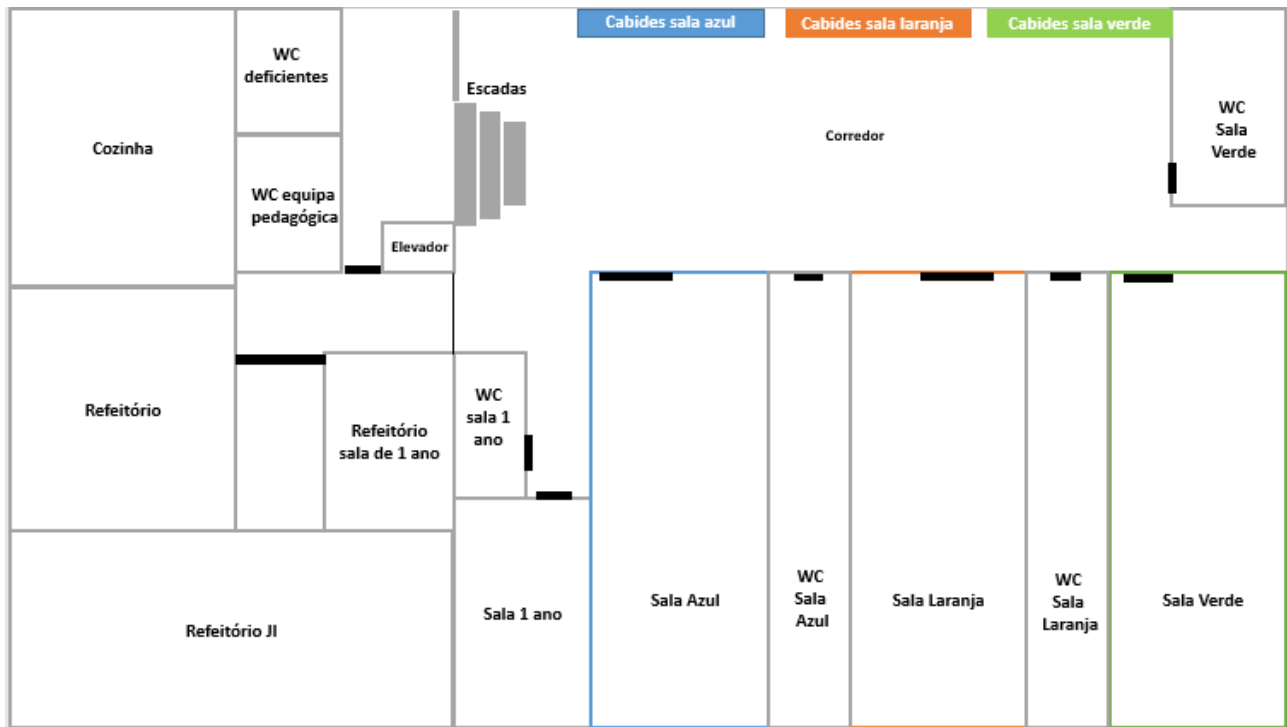 Cabides sala azul
Cabides sala laranja
Cabides sala verde
WC
deficientes
Escadas
Cozinha
WC
Sala
Verde
Corredor
WC equipa
pedagógica
Elevador
Refeitório
WC
sala 1
ano
Refeitório
sala de 1 ano
Refeitório JI
Sala 1 ano
Sala Azul
WC
Sala
Azul
Sala Laranja
WC
Sala
Laranja
Sala Verde